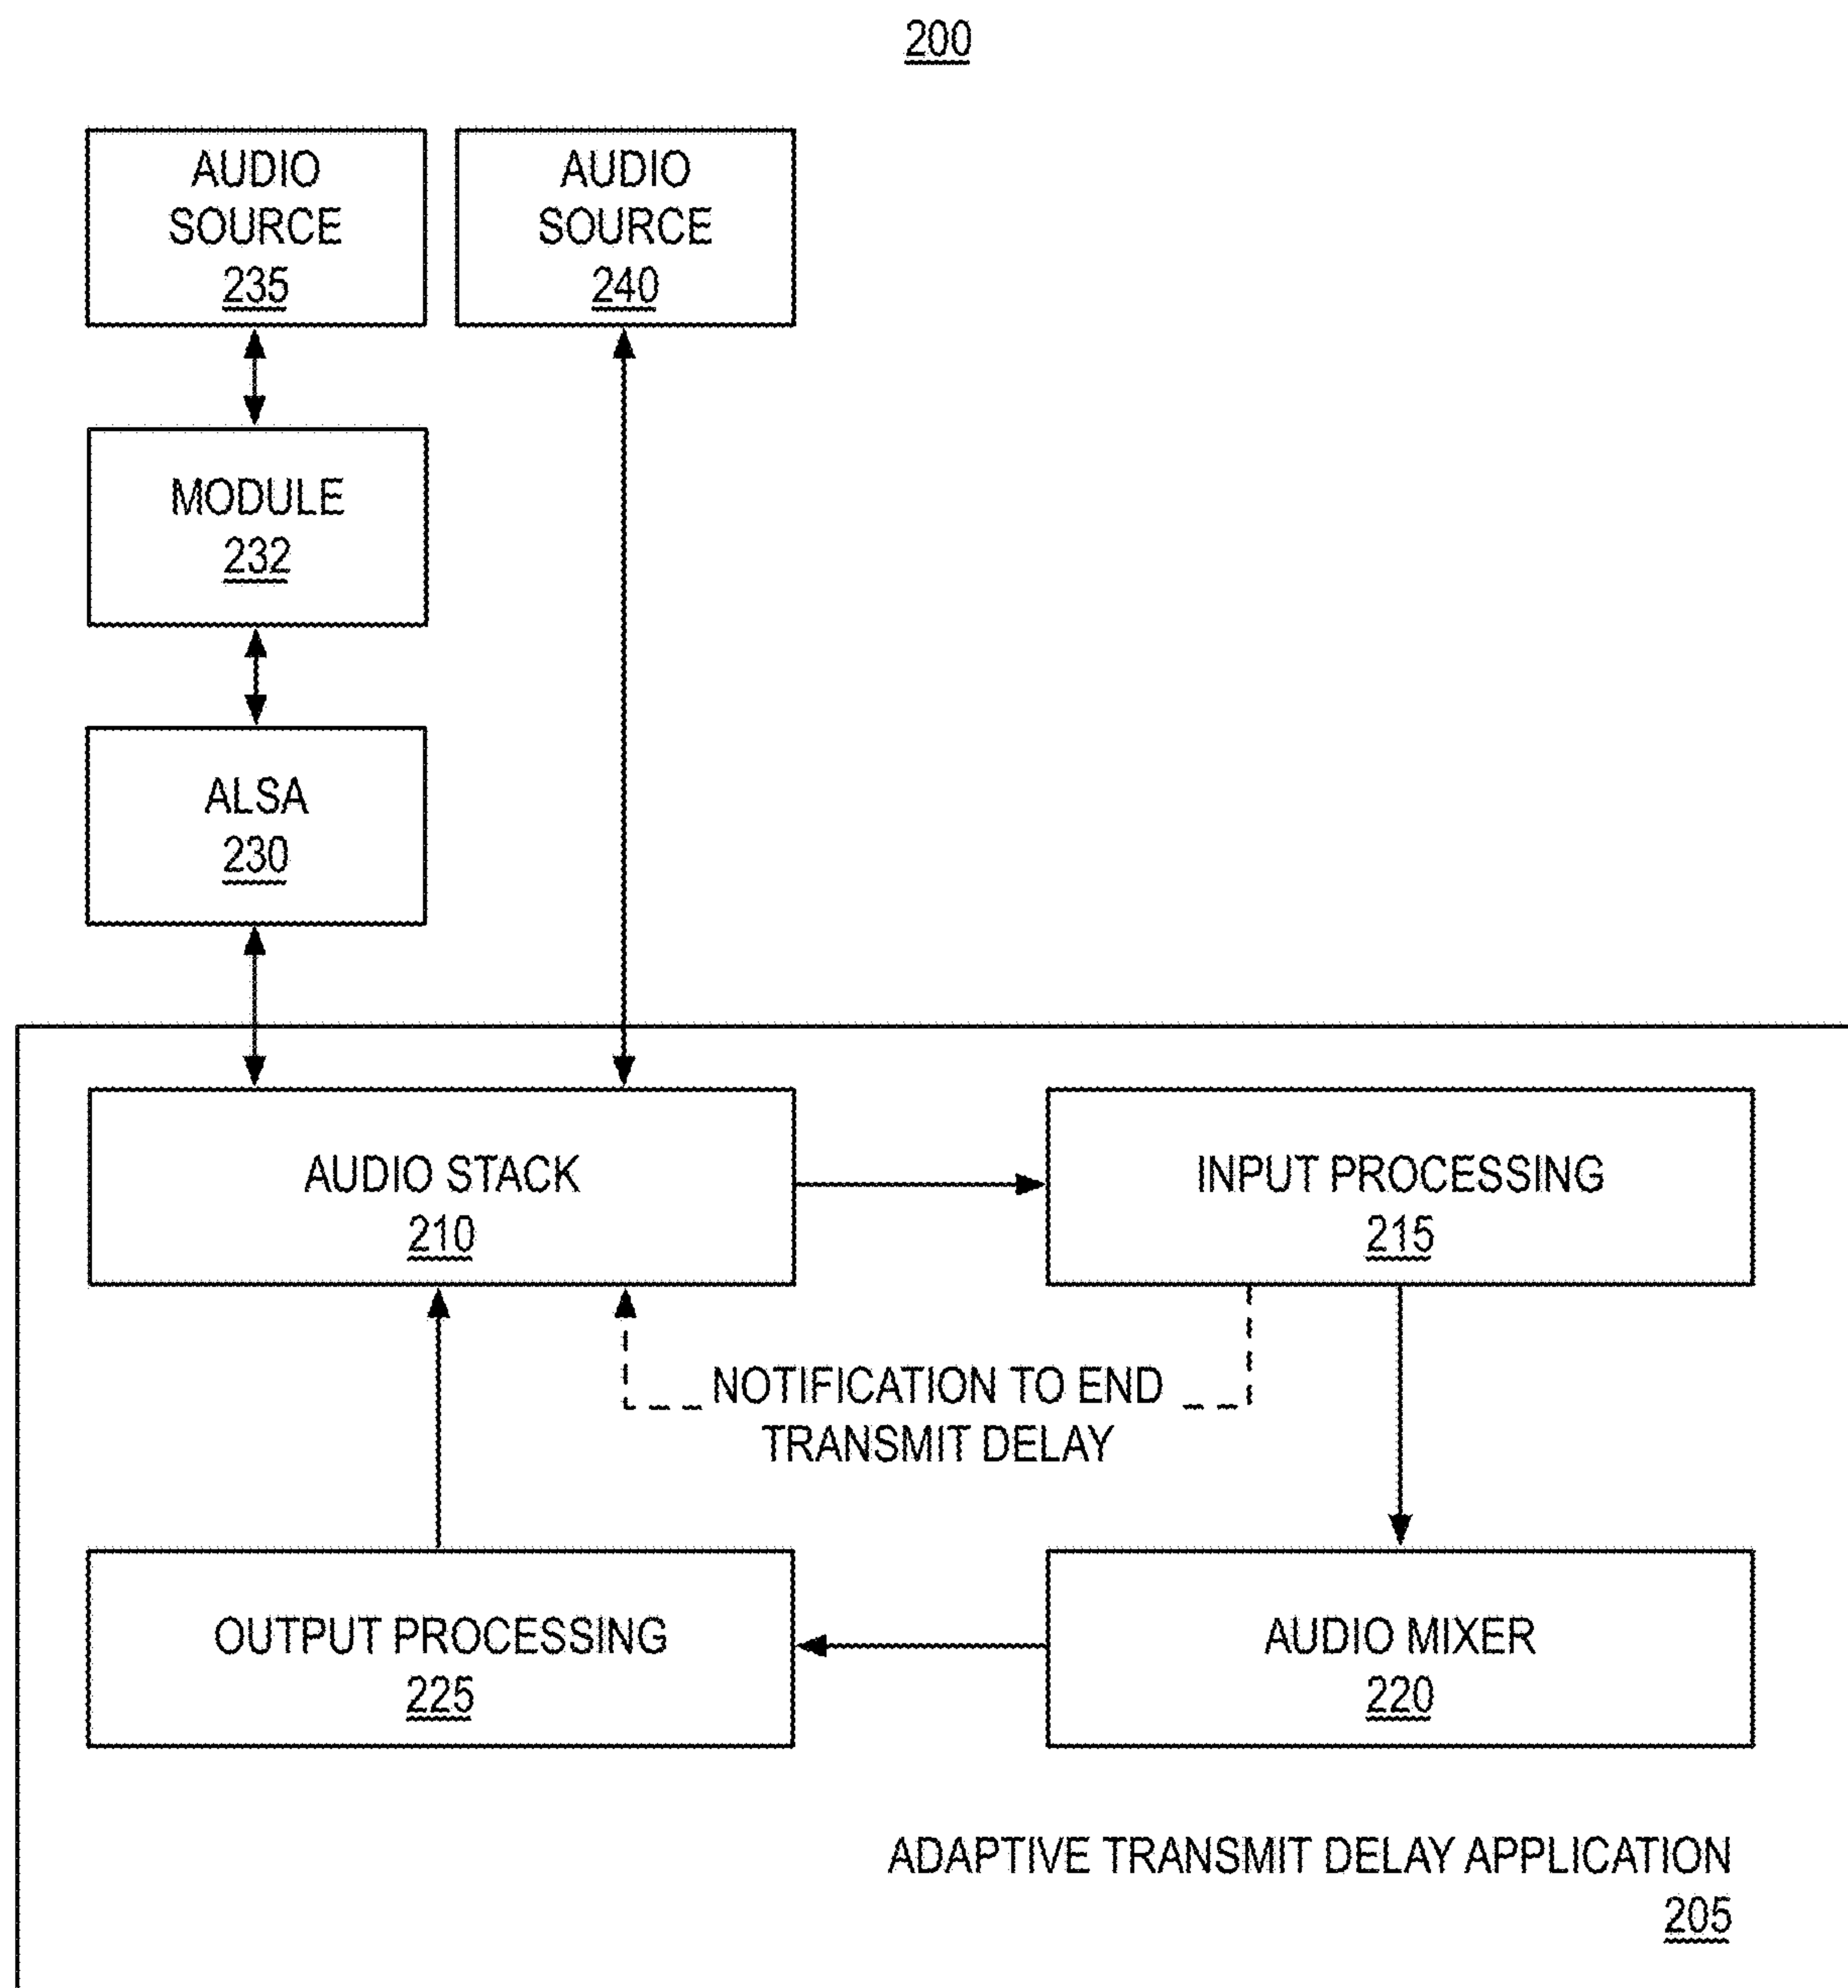 200
AUDIO
SOURCE
235
AUDIO
SOURCE
240
MODULE
232
ALSA
230
AUDIO STACK
210
INPUT PROCESSING
215
NOTIFICATION TO END
TRANSMIT DELAY
OUTPUT PROCESSING
225
AUDIO MIXER
220
ADAPTIVE TRANSMIT DELAY APPLICATION
205